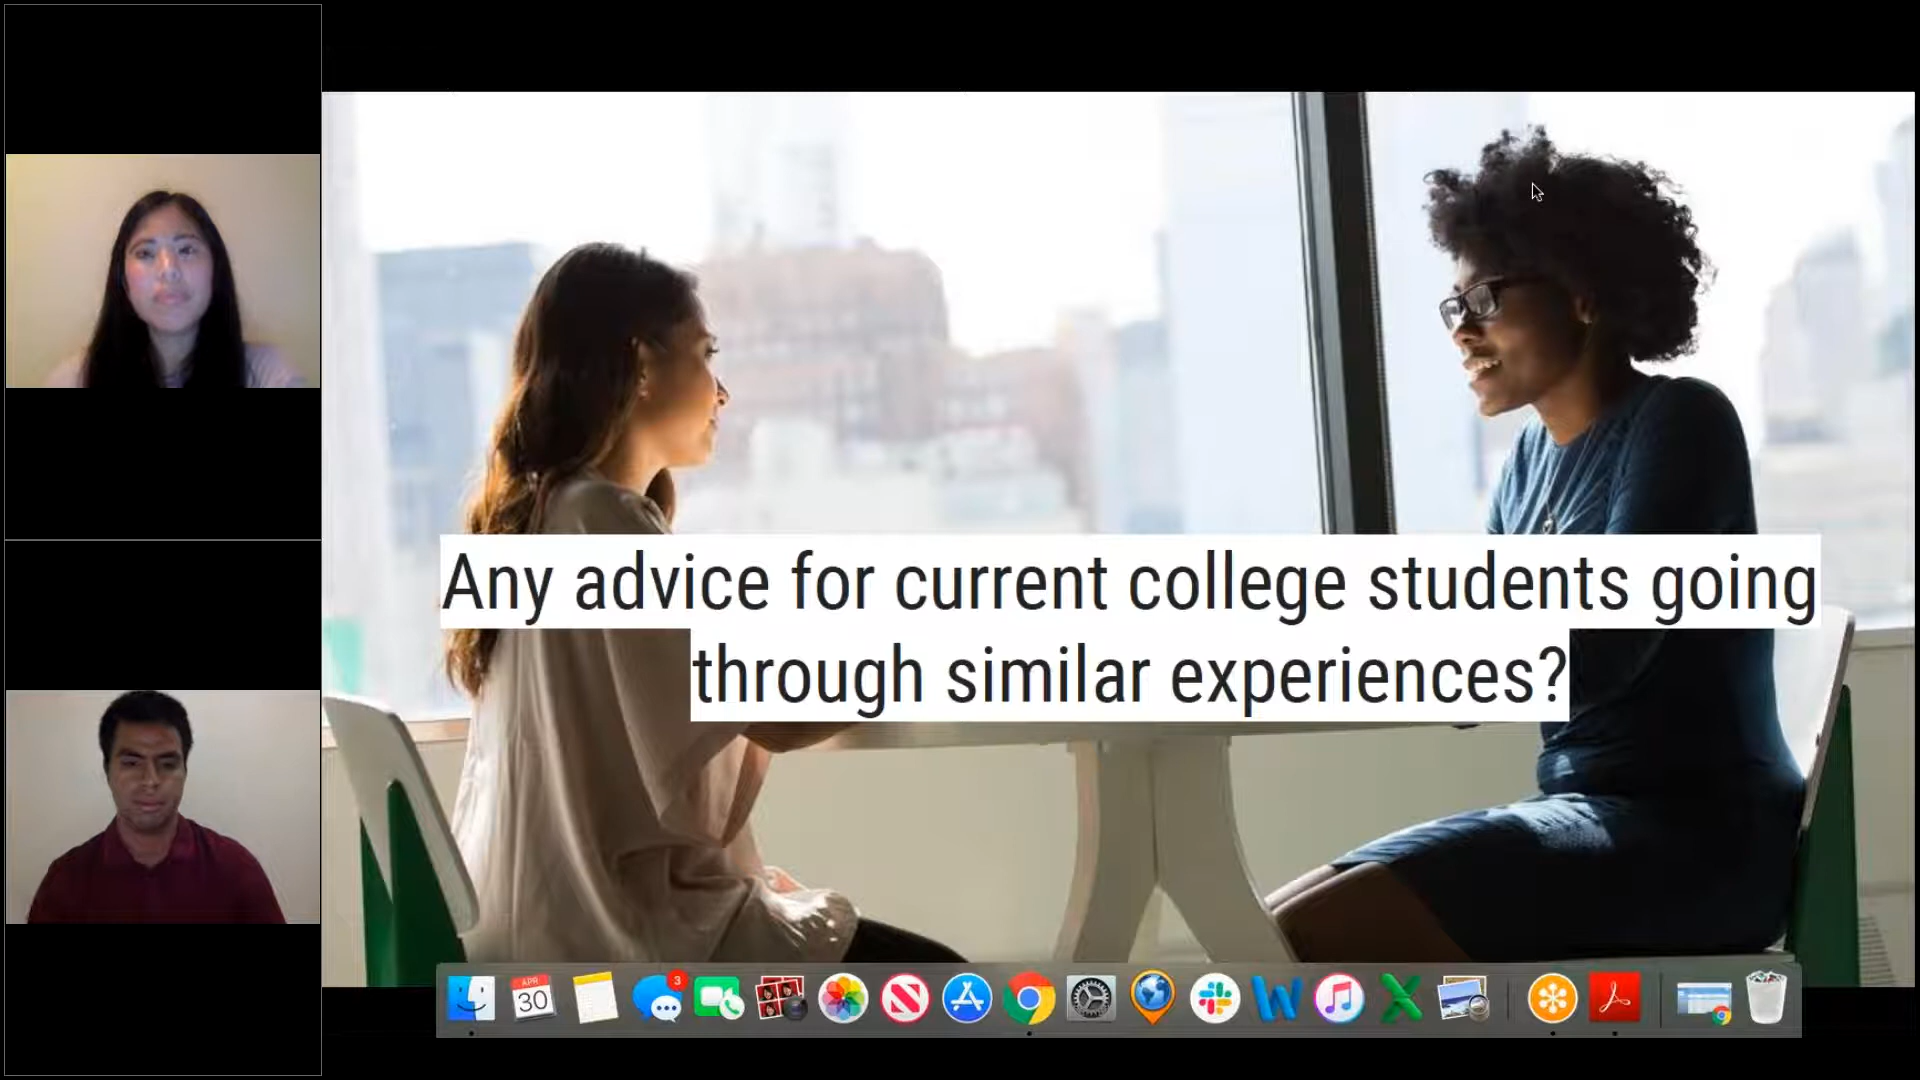 Any advice for current college students going
through similar experiences?
3
APR
30